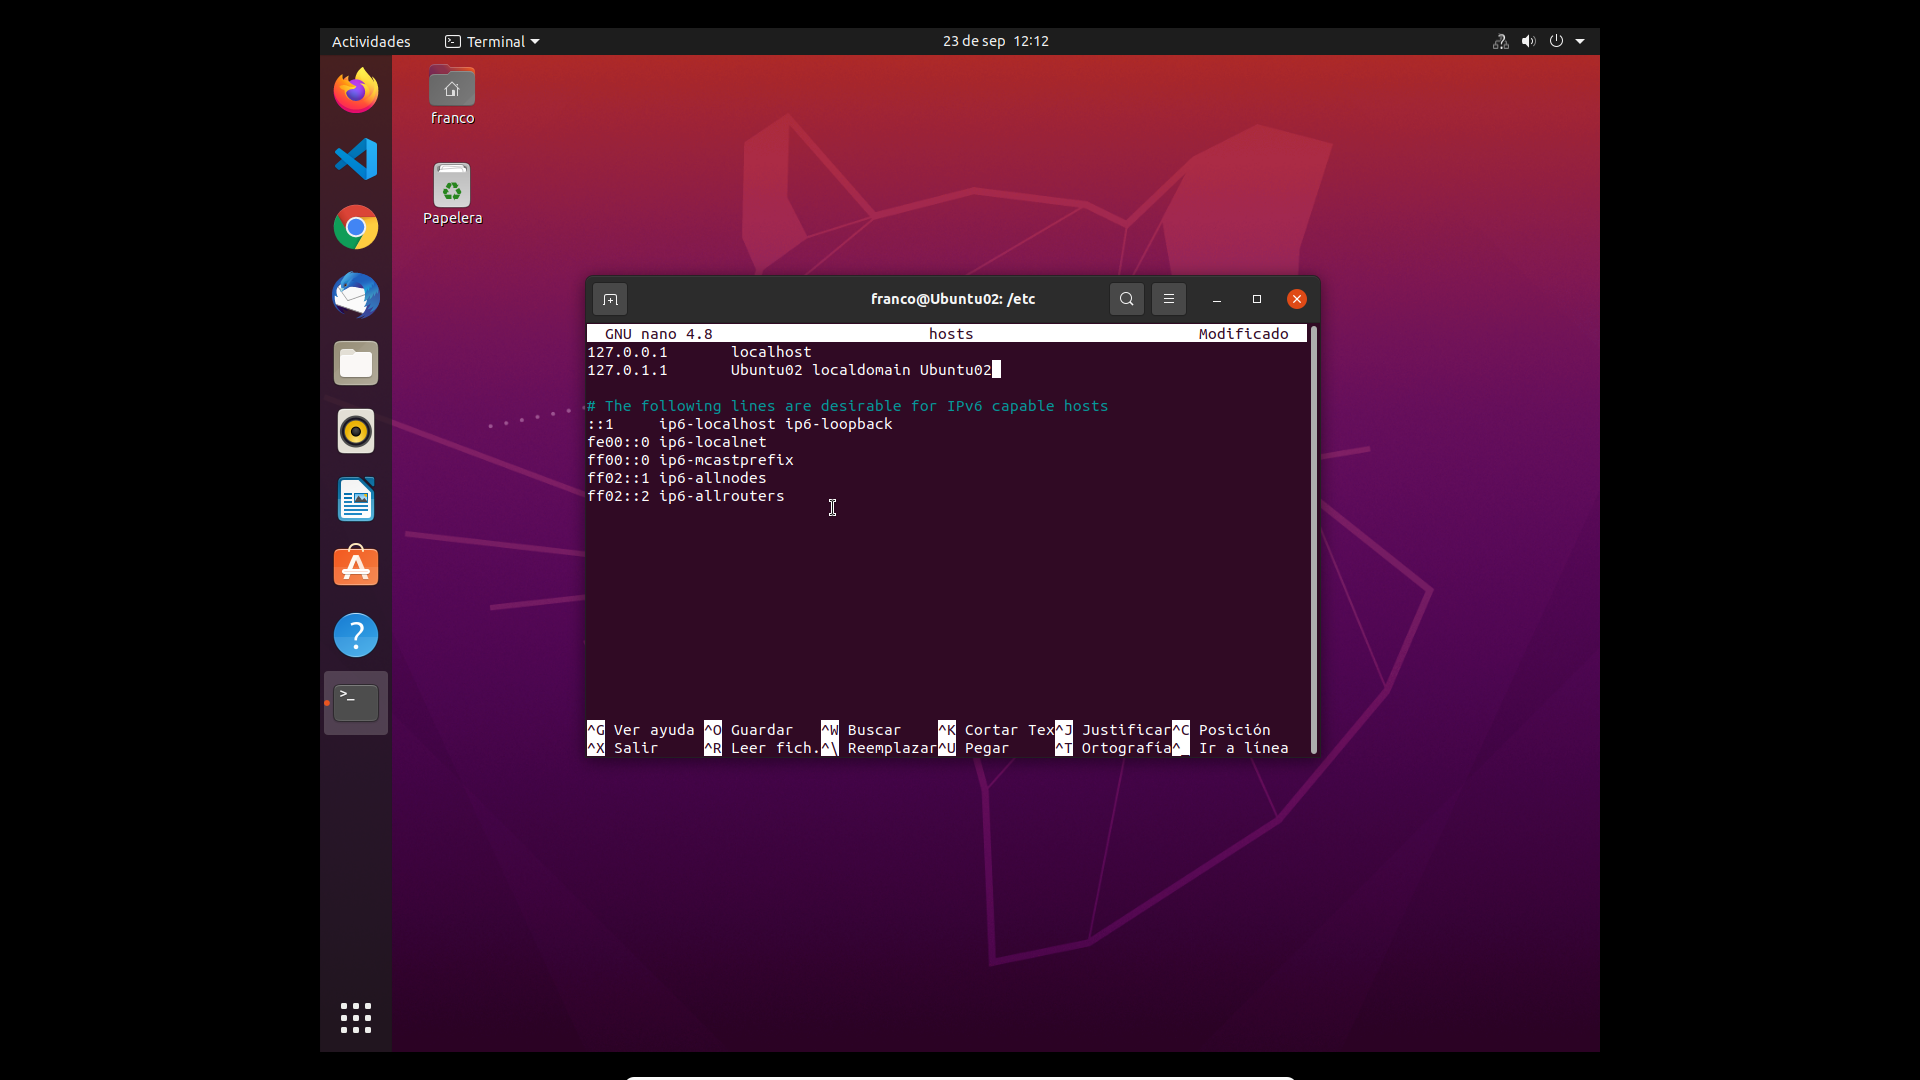 Actividades Terminal 23 de sep 12:12
franco
Papelera
franco@Ubuntu02: /etc
GNU nano 4.8 hosts Modificado
127.0.0.1 localhost
127.0.1.1 Ubuntu02 localdomain Ubuntu02
# The following lines are desirable for IPv6 capable hosts
::1 ip6-localhost ip6-loopback
fe00::0 ip6-localnet
ff00::0 ip6-mcastprefix
ff02::1 ip6-allnodes
ff02::2 ip6-allrouters
^G Ver ayuda ^O Guardar ^W Buscar ^K Cortar Tex^J Justificar^C Posición
^X Salir ^R Leer fich.^\ Reemplazar^U Pegar ^T Ortografía^_ Ir a línea